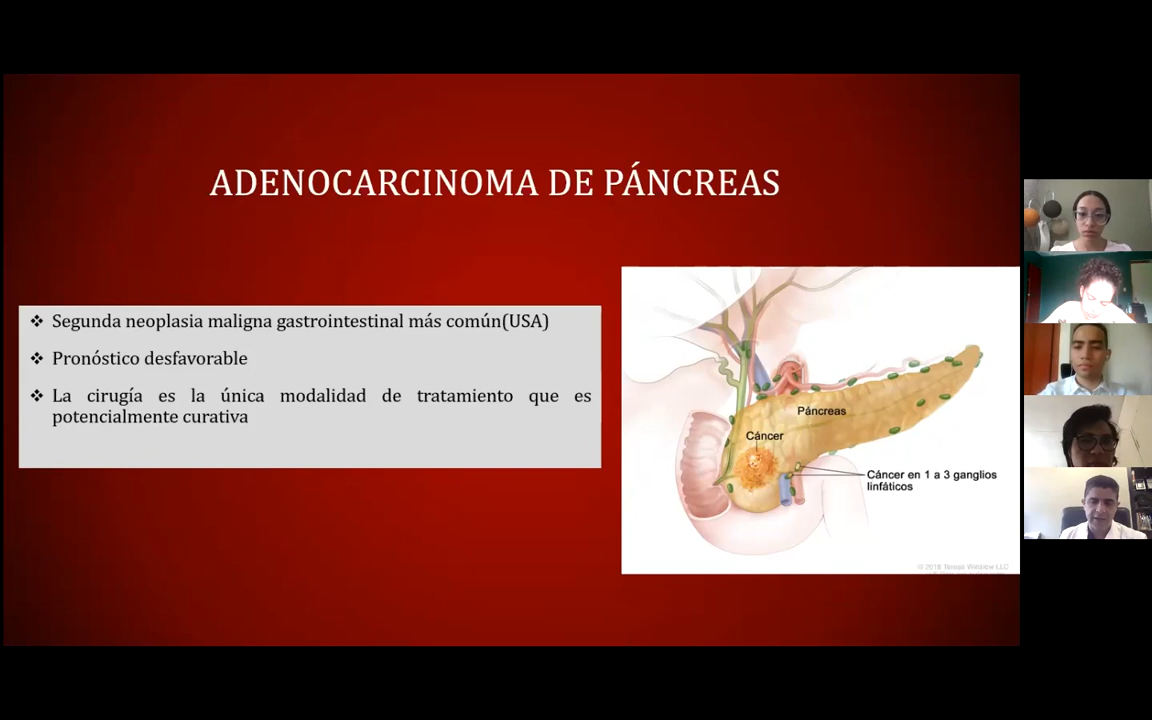 ADENOCARCINOMA DE PÁNCREAS
❖ Segunda neoplasia maligna gastrointestinal más común(USA)
❖ Pronóstico desfavorable
❖ La cirugía es la única modalidad de tratamiento que es
potencialmente curativa
Páncreas
Cáncer
Cáncer en 1 a 3 ganglios
linfáticos